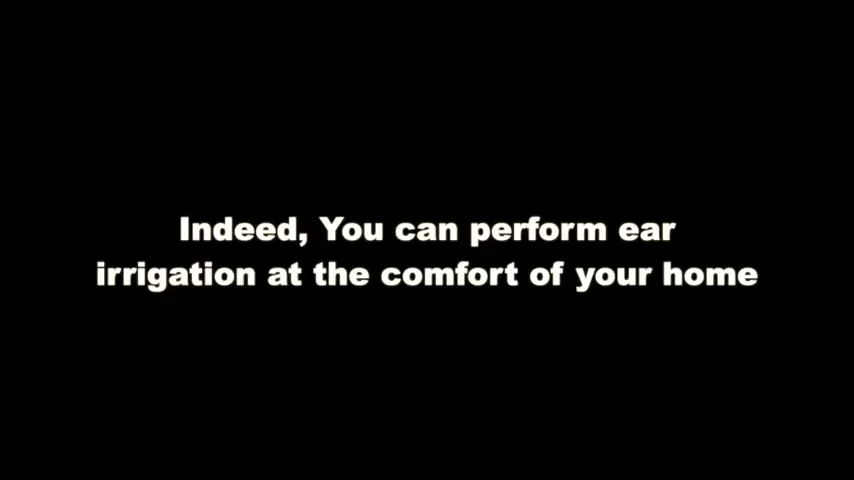 Indeed, You can perform ear
irrigation at the comfort of your home